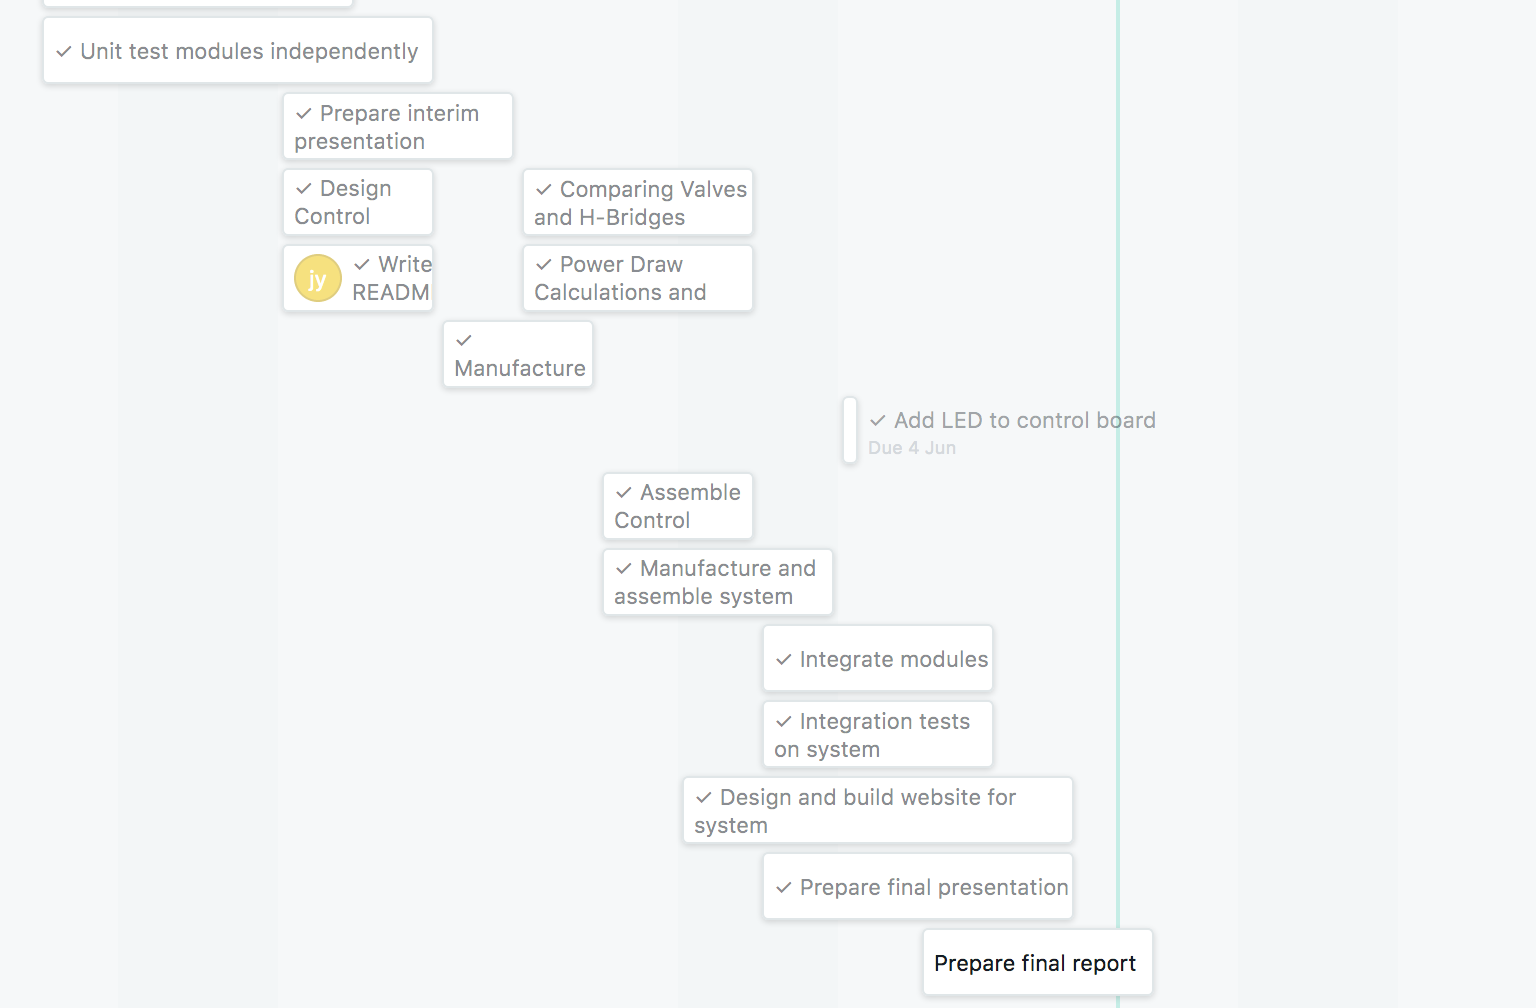 ✓ Unit test modules independently
✓ Prepare interim
presentation
✓ Design
Control
✓ Comparing Valves
and H-Bridges
jy
✓ Write
READM
✓ Power Draw
Calculations and
✓
Manufacture
✓ Add LED to control board
Due 4 Jun
✓ Assemble
Control
✓ Manufacture and
assemble system
✓ Integrate modules
✓ Integration tests
on system
✓ Design and build website for
system
✓ Prepare final presentation
Prepare final report